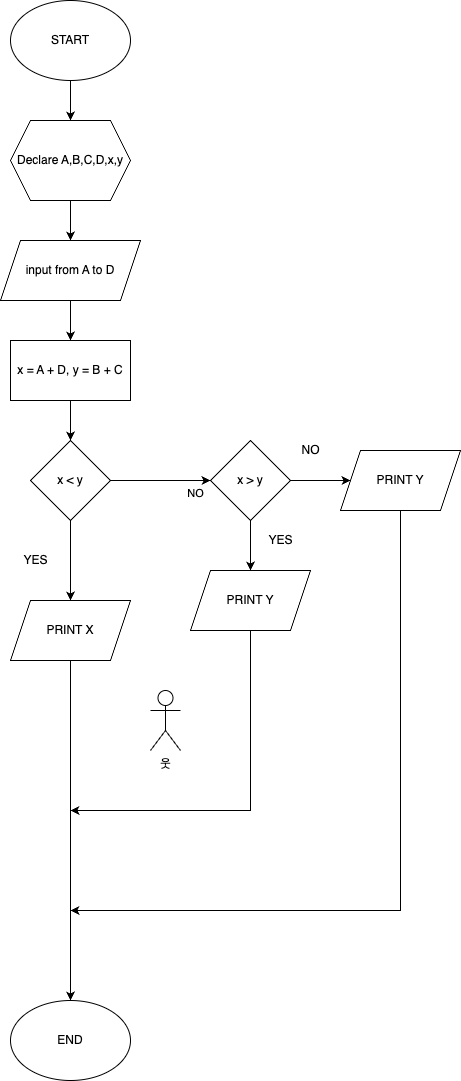 START
Declare A,B,C,D,x,y
input from A to D
x = A + D, y = B + C
x < y
NO
x > y
NO
PRINT Y
YES
YES
PRINT X
PRINT Y
웃
END